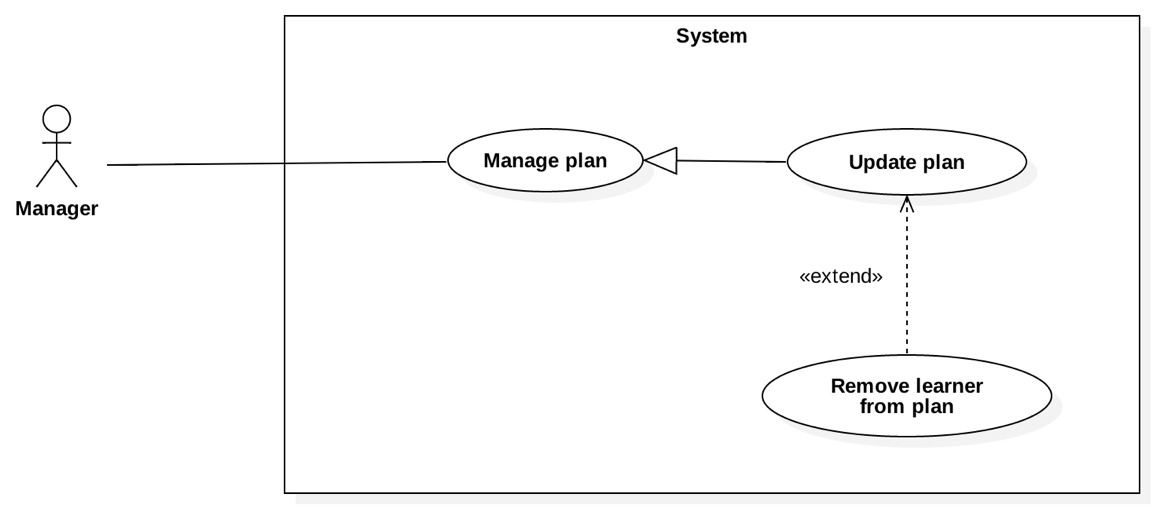 System
Manage plan
Update plan
Manager
«extend»
Remove learner
from plan